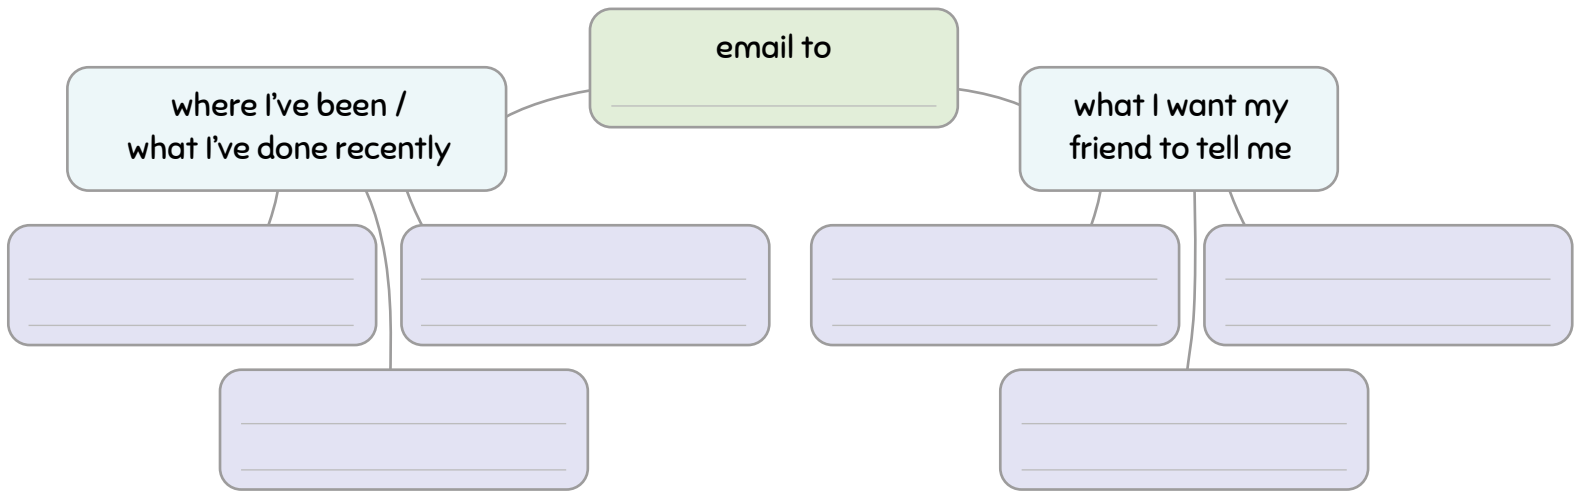 email to
where I've been /
what I've done recently
what I want my
friend to tell me